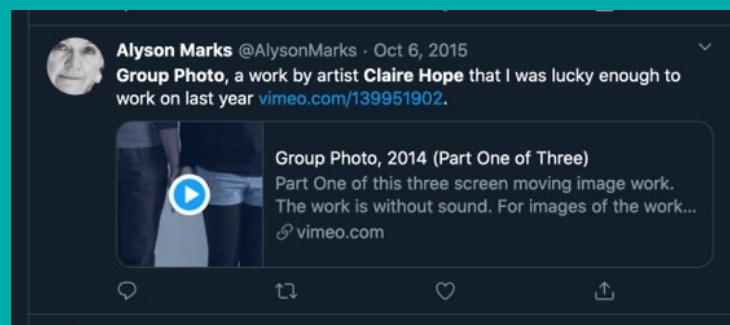 Alyson Marks @AlysonMarks · Oct 6, 2015
Group Photo, a work by artist Claire Hope that I was lucky enough to
work on last year vimeo.com/139951902.
Group Photo, 2014 (Part One of Three)
Part One of this three screen moving image work.
The work is without sound. For images of the work...
vimeo.com